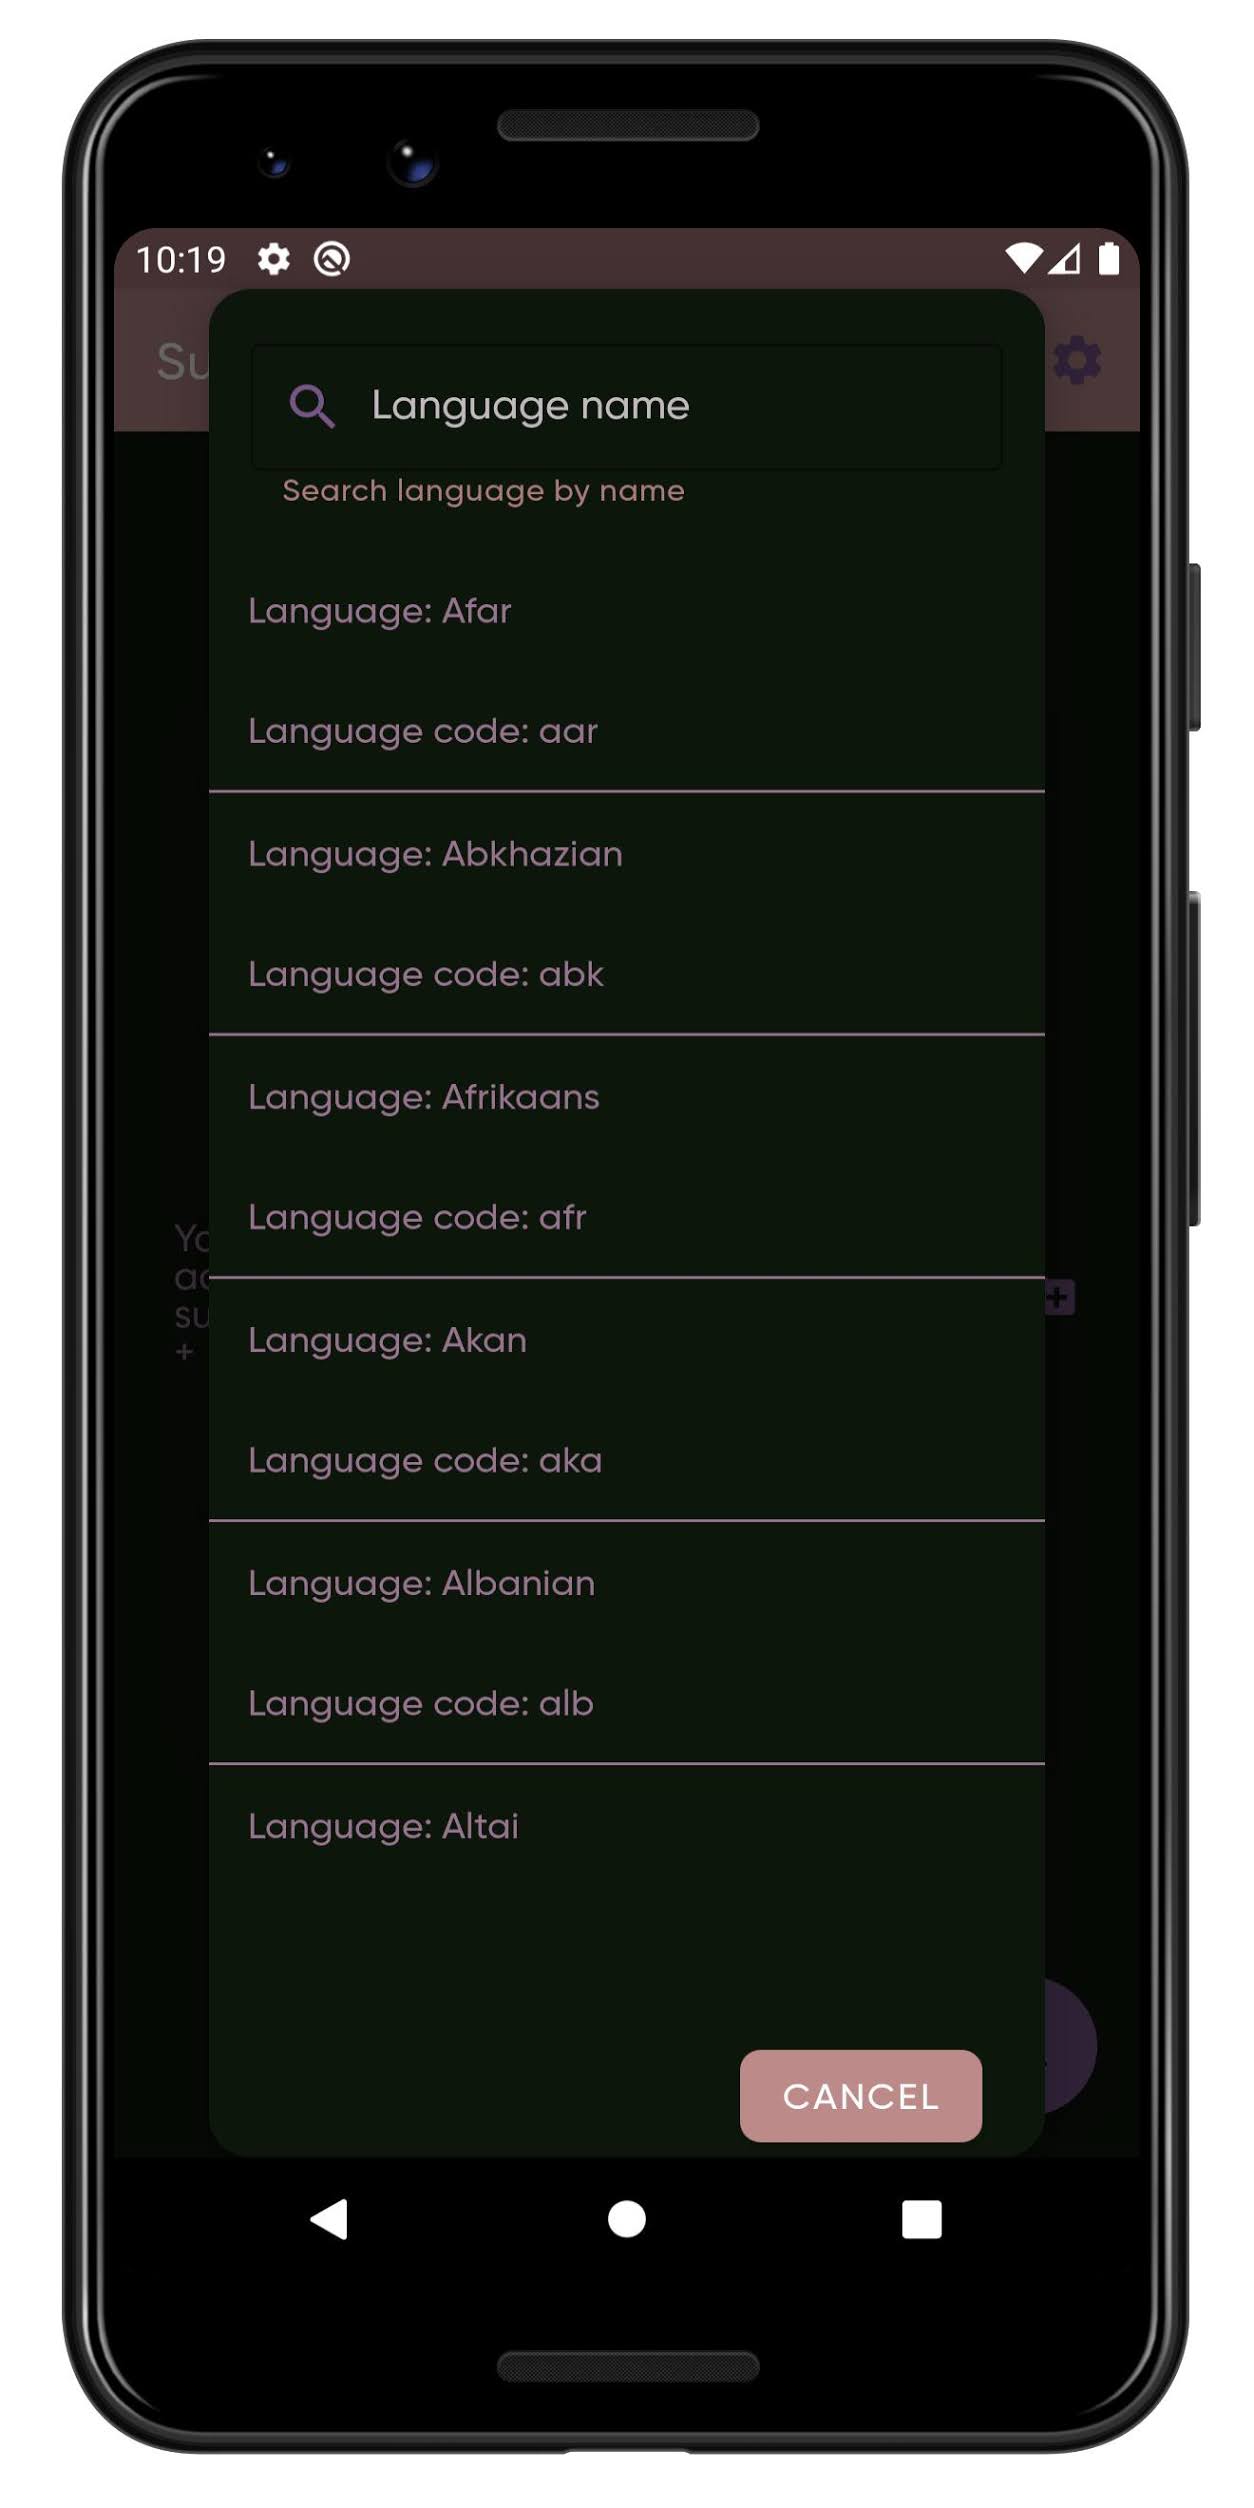 10:19
Su
Language name
Search language by name
Language: Afar
Language code: aar
Language: Abkhazian
Language code: abk
Language: Afrikaans
Language code: afr
Yo
ad
su
+
Language: Akan
Language code: aka
Language: Albanian
Language code: alb
Language: Altai
CANCEL